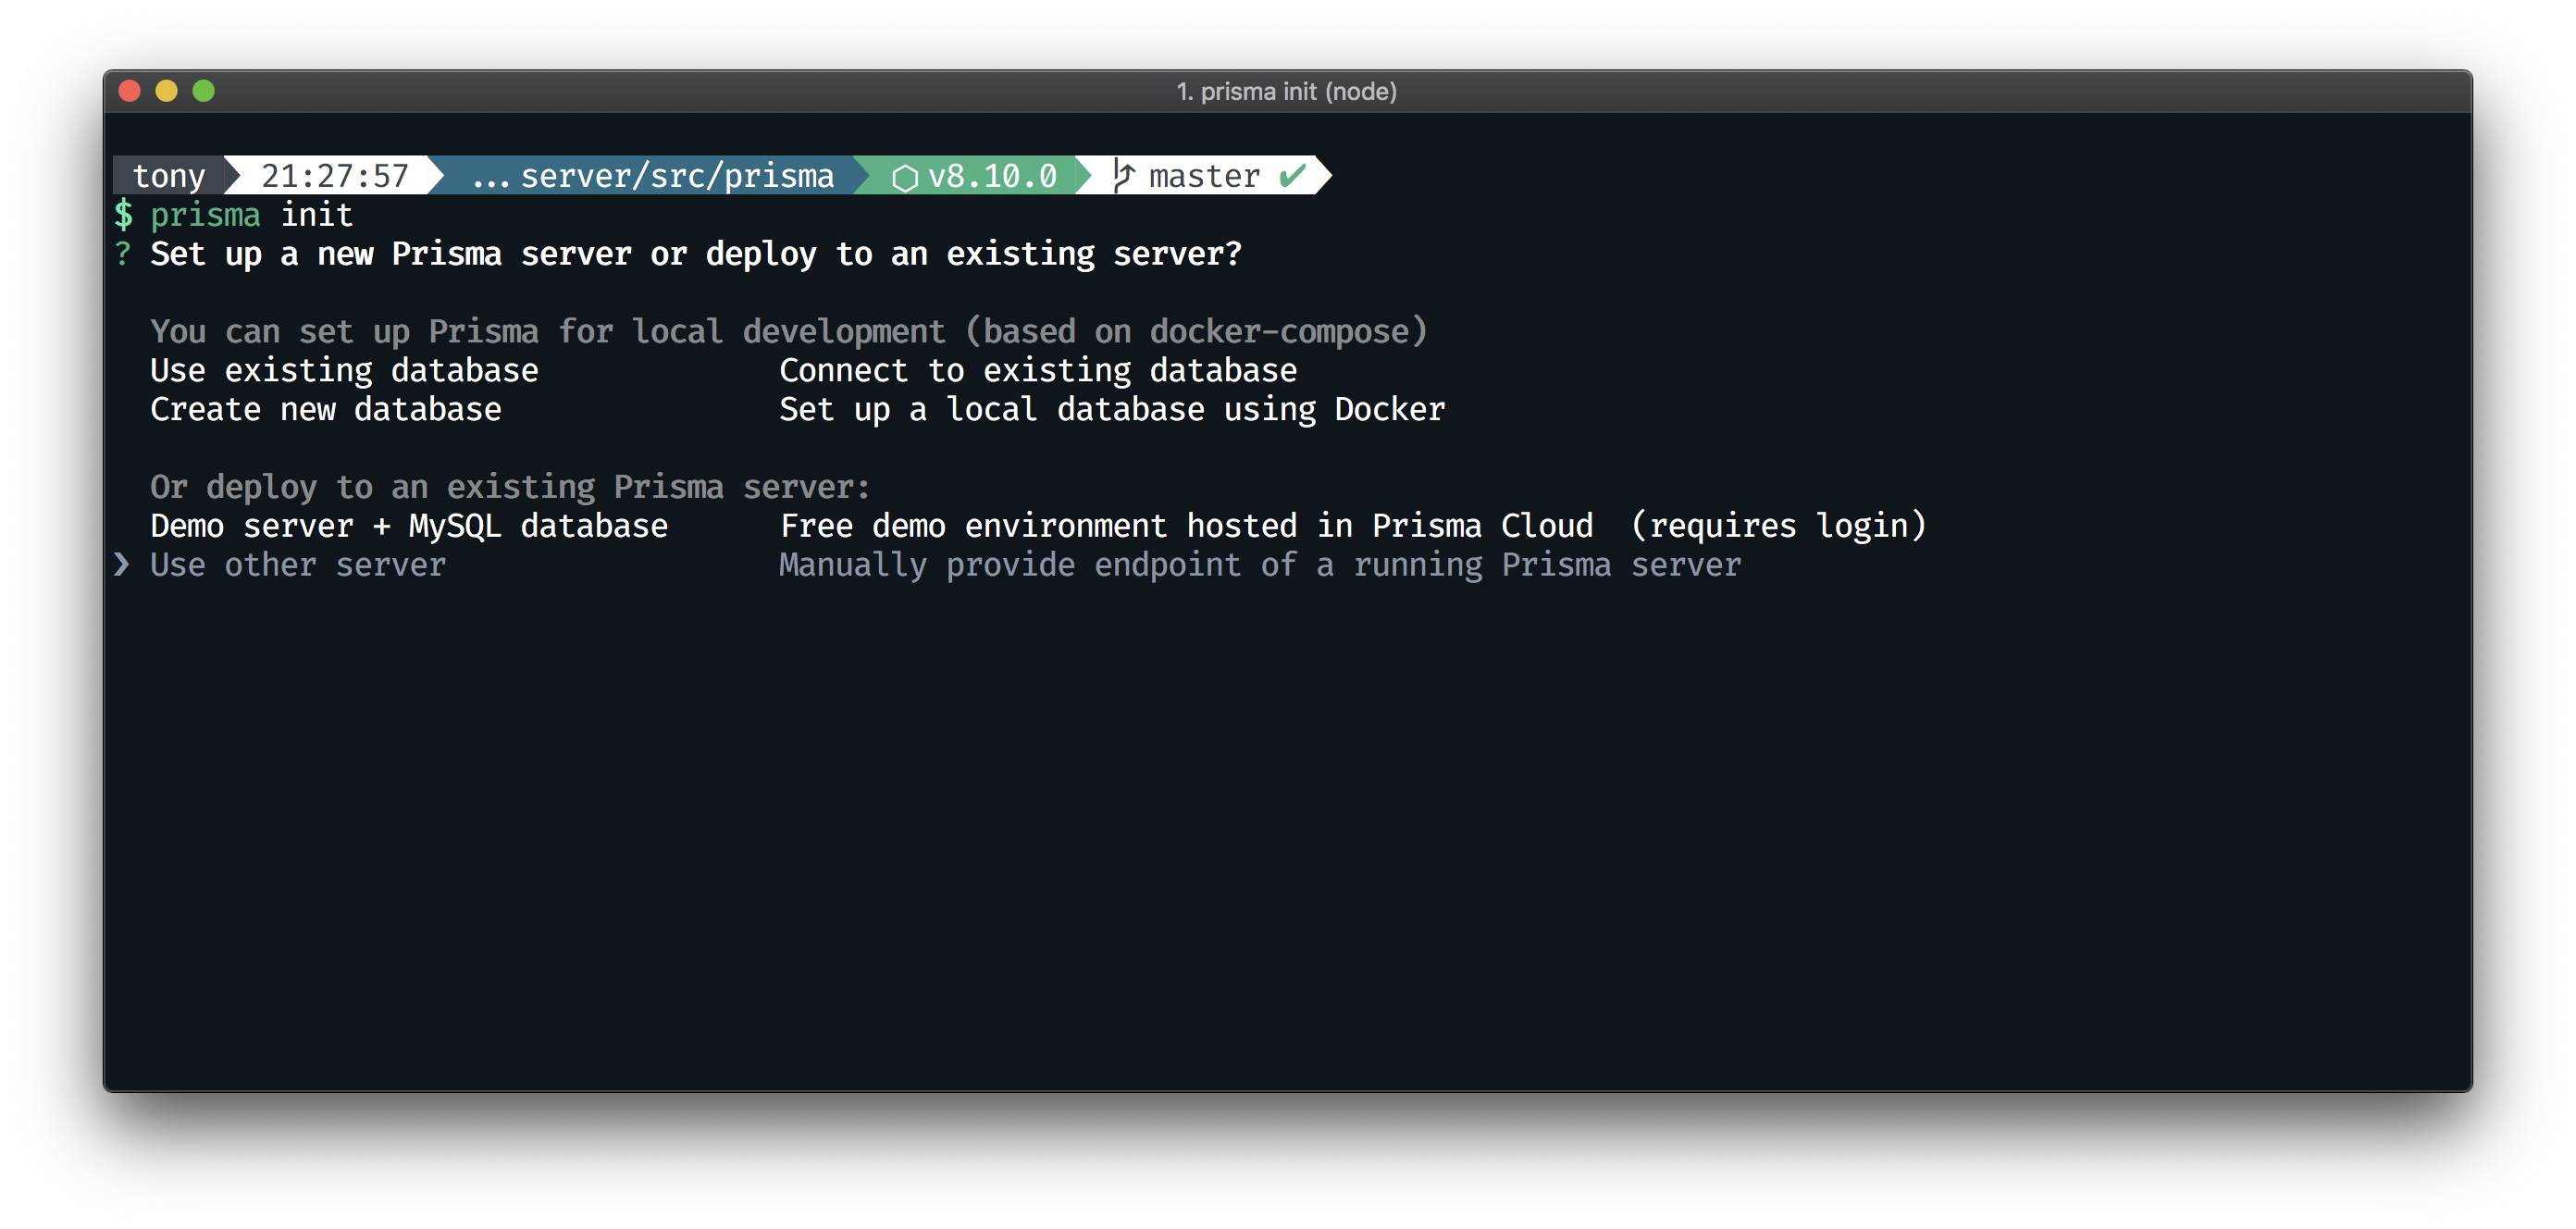 1. prisma init (node)
tony 21:27:57 ... server/src/prisma ⬡ v8.10.0 master ✔
$ prisma init
? Set up a new Prisma server or deploy to an existing server?
You can set up Prisma for local development (based on docker-compose)
Use existing database Connect to existing database
Create new database Set up a local database using Docker
Or deploy to an existing Prisma server:
Demo server + MySQL database Free demo environment hosted in Prisma Cloud (requires login)
❯ Use other server Manually provide endpoint of a running Prisma server